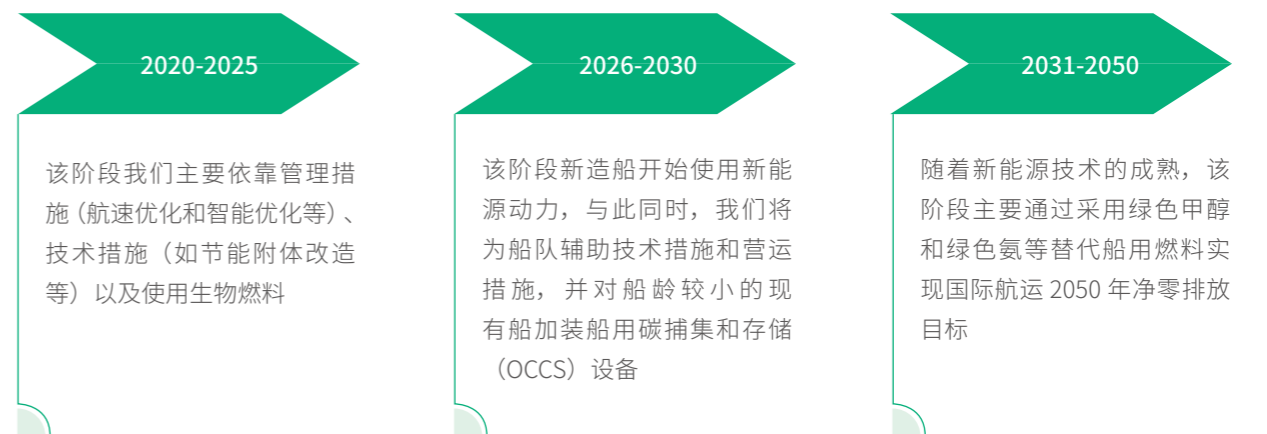 2020-2025
该阶段我们主要依靠管理措
施（航速优化和智能优化等）、
技术措施（如节能附体改造
等）以及使用生物燃料
2026-2030
该阶段新造船开始使用新能
源动力，与此同时，我们将
为船队辅助技术措施和营运
措施，并对船龄较小的现
有船加装船用碳捕集和存储
（OCCS）设备
2031-2050
随着新能源技术的成熟，该
阶段主要通过采用绿色甲醇
和绿色氨等替代船用燃料实
现国际航运 2050 年净零排放
目标